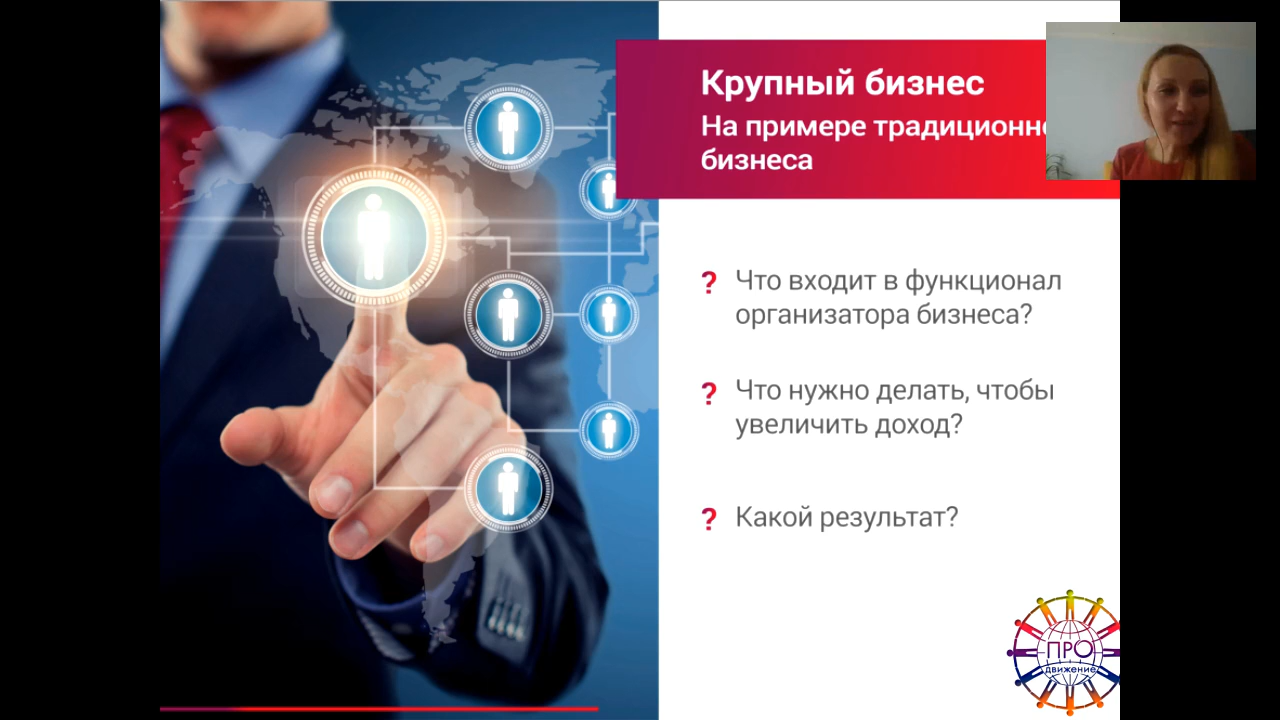 Крупный бизнес
На примере традиционн
бизнеса
? Что входит в функционал
организатора бизнеса?
? Что нужно делать, чтобы
увеличить доход?
? Какой результат?
ПРО
движение